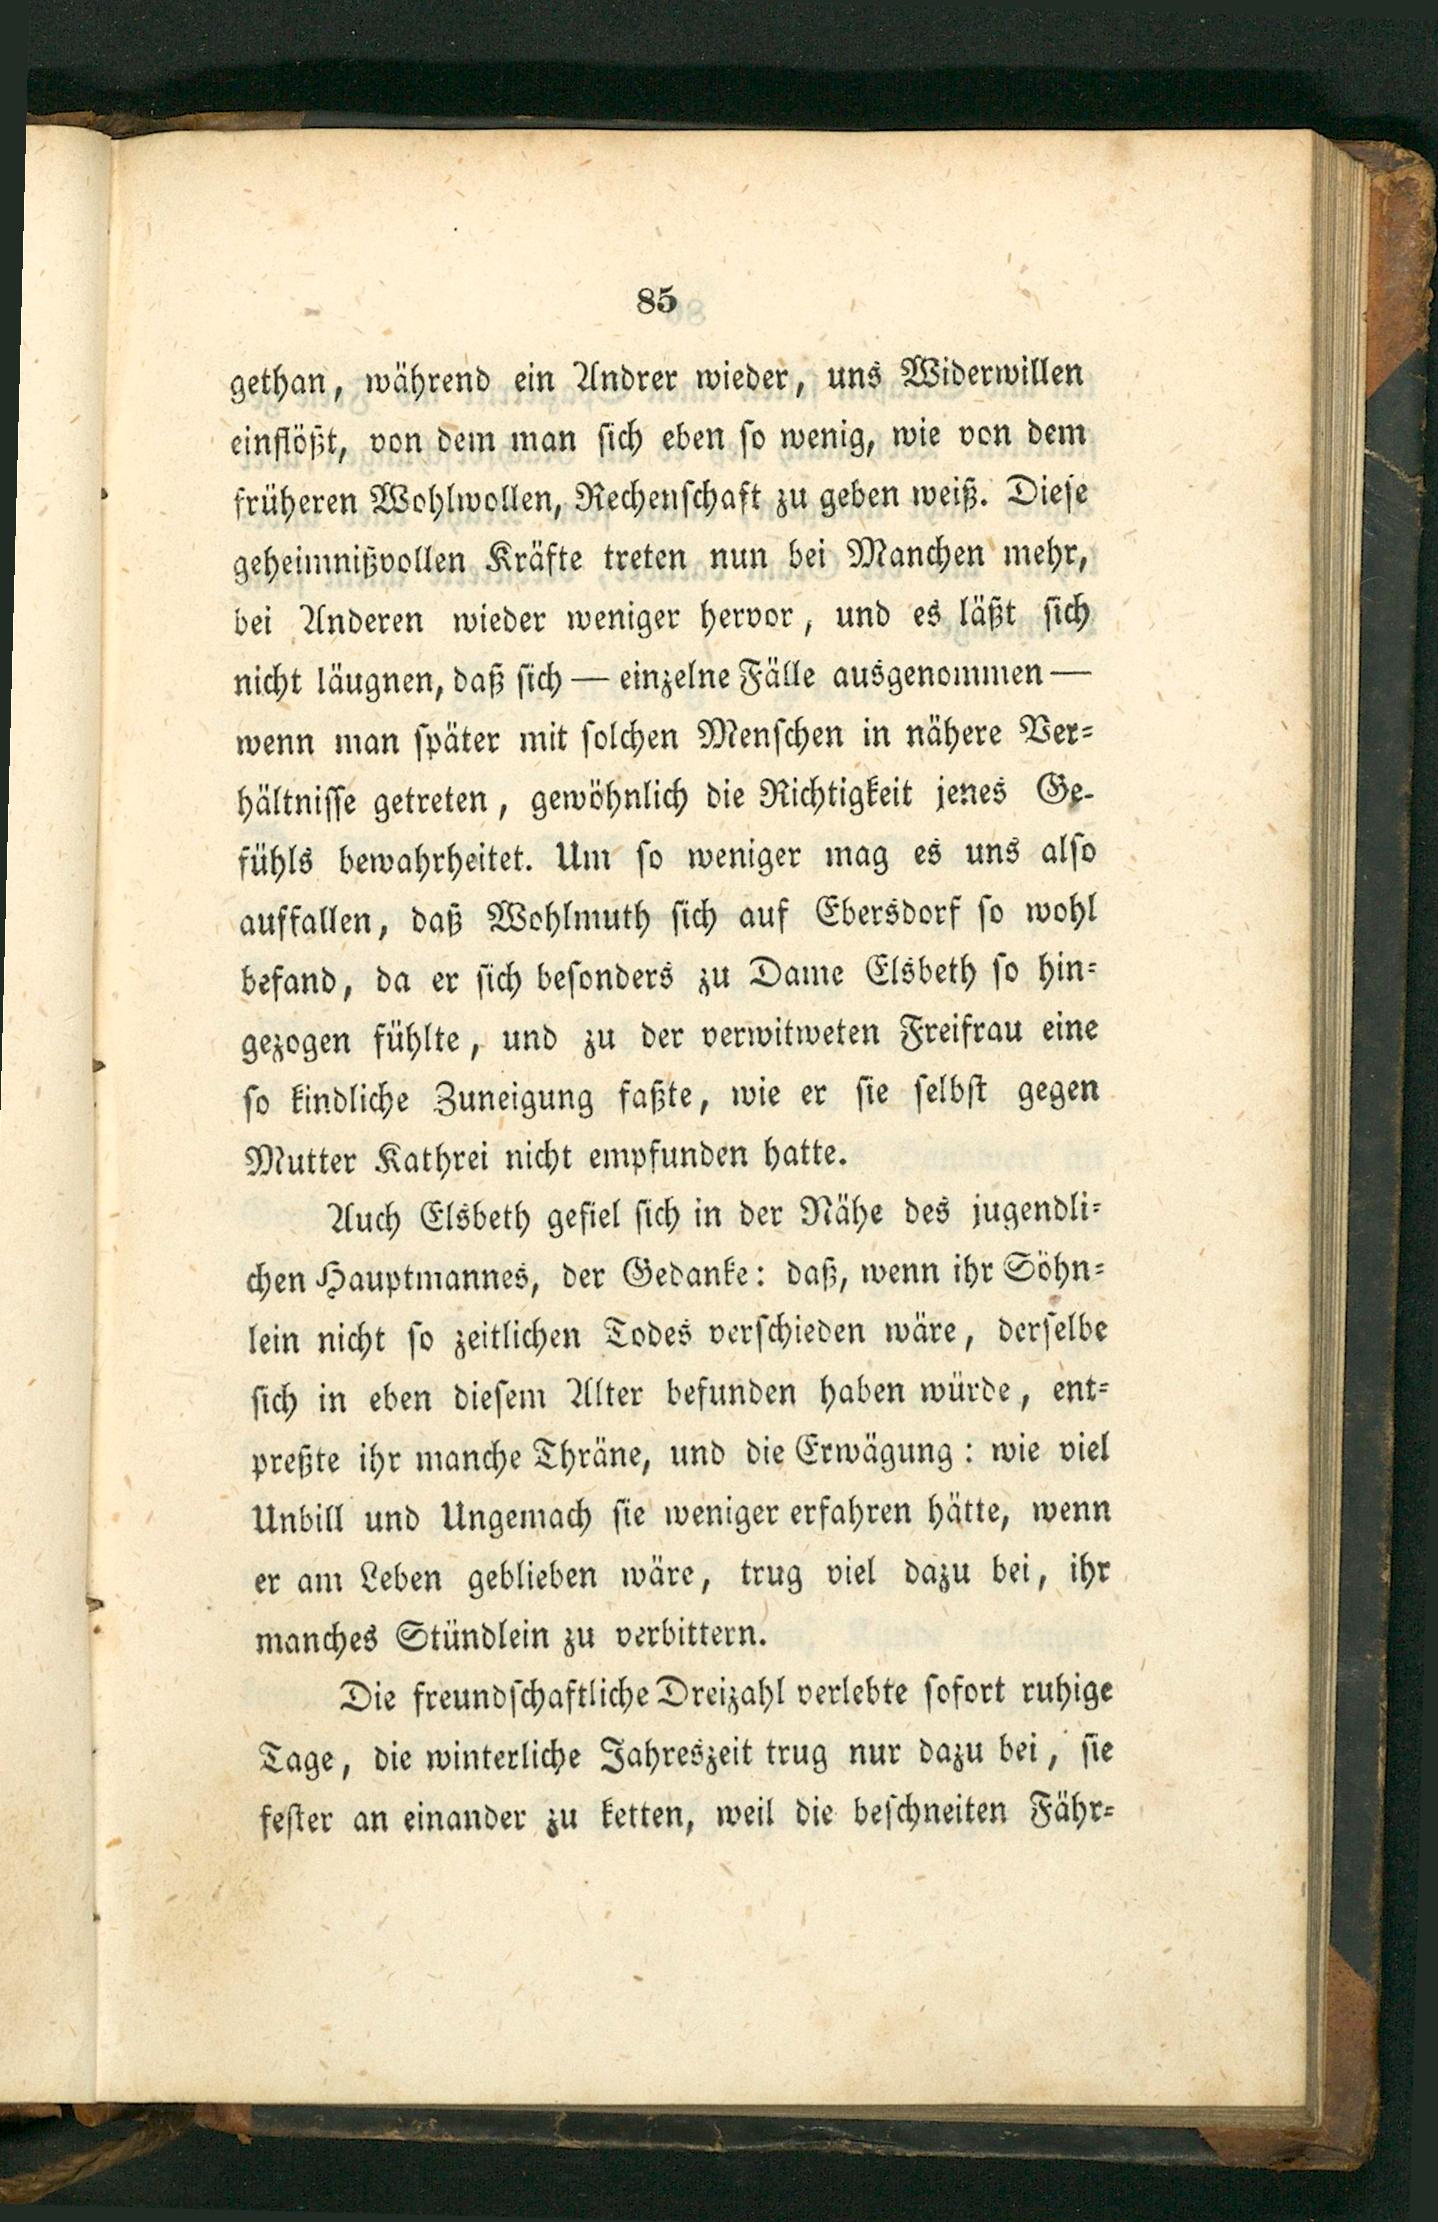 85
gethan, während ein Andrer wieder, uns Widerwillen
einflößt, von dem man sich eben so wenig, wie von dem
früheren Wohlwollen, Rechenschaft zu geben weiß. Diese
geheimnißvollen Kräfte treten nun bei Manchen mehr,
bei Anderen wieder weniger hervor, und es läßt sich
nicht läugnen, daß sich — einzelne Fälle ausgenommen —
wenn man später mit solchen Menschen in nähere Ver-
hältnisse getreten, gewöhnlich die Richtigkeit jenes Ge-
fühls bewahrheitet. Um so weniger mag es uns also
auffallen, daß Wohlmuth sich auf Ebersdorf so wohl
befand, da er sich besonders zu Dame Elsbeth so hin-
gezogen fühlte, und zu der verwitweten Freifrau eine
so kindliche Zuneigung faßte, wie er sie selbst gegen
Mutter Kathrei nicht empfunden hatte.
Auch Elsbeth gefiel sich in der Nähe des jugendli-
chen Hauptmannes, der Gedanke: daß, wenn ihr Söhn-
lein nicht so zeitlichen Todes verschieden wäre, derselbe
sich in eben diesem Alter befunden haben würde, ent-
preßte ihr manche Thräne, und die Erwägung: wie viel
Unbill und Ungemach sie weniger erfahren hätte, wenn
er am Leben geblieben wäre, trug viel dazu bei, ihr
manches Stündlein zu verbittern.
Die freundschaftliche Dreizahl verlebte sofort ruhige
Tage, die winterliche Jahreszeit trug nur dazu bei, sie
fester an einander zu ketten, weil die beschneiten Fähr-